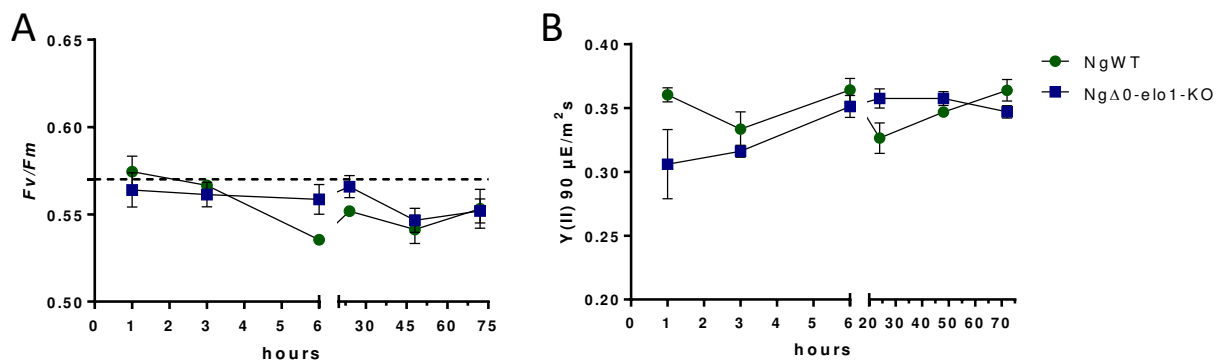 A
Fv/Fm
0.65
0.60
0.55
0.50
0 1 2 3 4 5 6 30 45 75
hours
B
Y(II) 90 µE/m²s
0.40
0.35
0.30
0.25
0.20
0 1 2 3 4 5 6 20 30 40 50 60 70
hours
NgWT
NgΔ0-elo1-KO